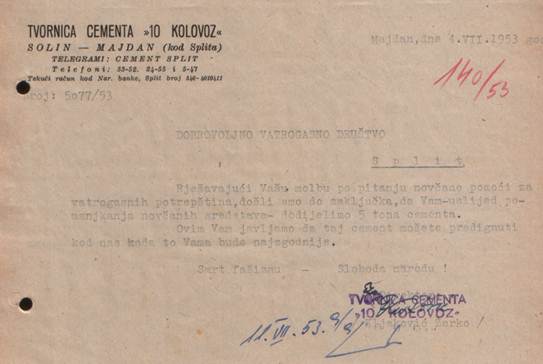 TVORNICA CEMENTA »10 KOLOVOZ«
SOLIN — MAJDAN (kod Splita)
TELEGRAMI: CEMENT SPLIT
Telefoni: 33-52, 24-55 i 5-47
Tekući račun kod Nar. banke, Split broj
Majdan, dne 4.VII.1953 go
Broj: 5o77/53
140/53
DOBROVOLJNO VATROGASNO DRUŠTVO
S p l i t
Rješavajući Vašu molbu po pitanju novčane pomoći za
vatrogasnih potrepština, došli smo do zaključka, da Vam-uslijed po-
manjkanja novčanih sredstava- dodijelimo 5 tona cementa.
Ovim Vam javljamo da taj cement možete predignuti
kod nas kada to Vama bude najzgodnije.
Smrt fašizmu — Sloboda narodu !
TVORNICA CEMENTA
»10 KOLOVOZ«
Marko
11.VII.53.